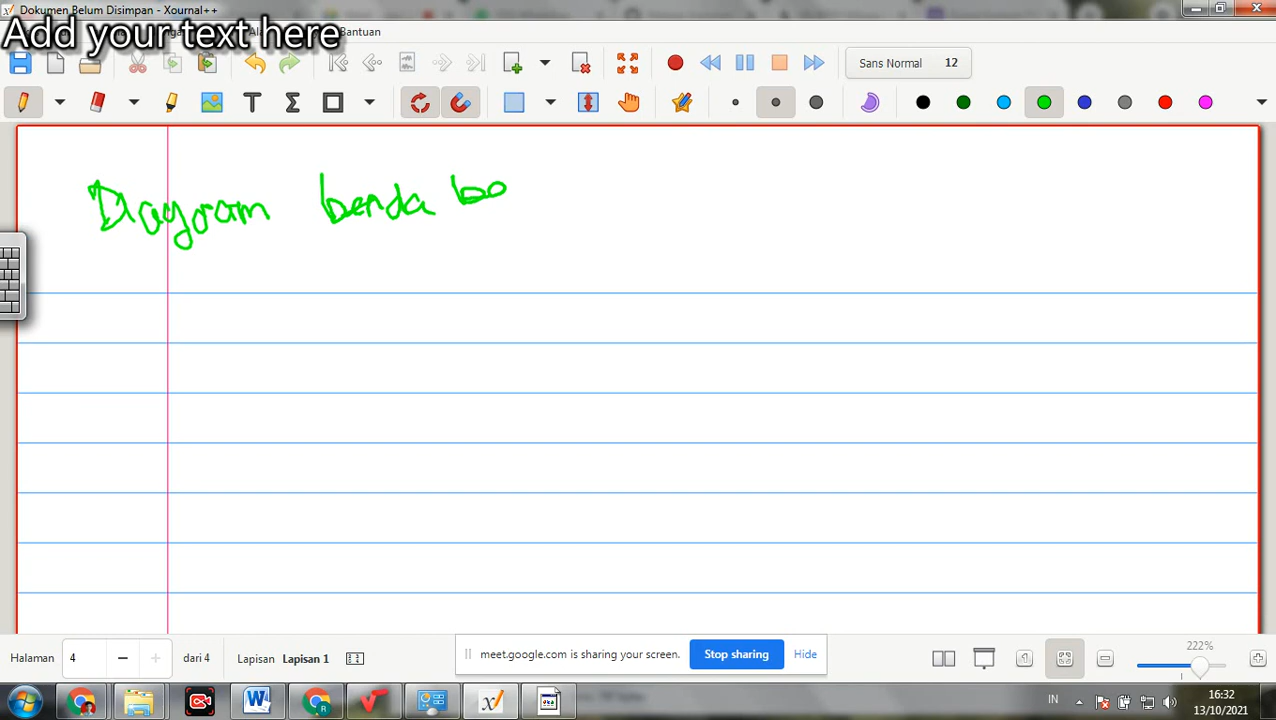 Dokumen Belum Disimpan - Xournal++
Add your text here
Bantuan
Sans Normal 12
Diagram benda be
Halaman 4 dari 4 Lapisan Lapisan 1
meet.google.com is sharing your screen. Stop sharing Hide
222%
IN
16:32
13/10/2021